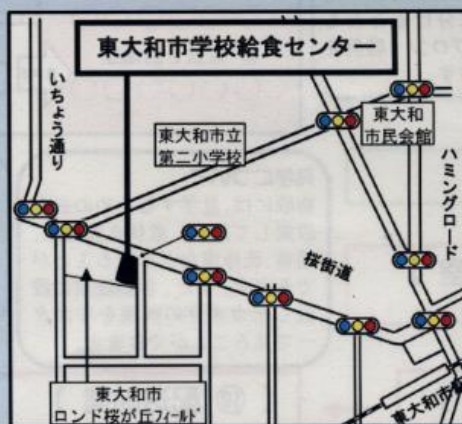 東大和市学校給食センター
いちょう通り
東大和市立
第二小学校
東大和
市民会館
ハミングロード
桜街道
東大和市
東大和市
ロンド桜が丘フィールド